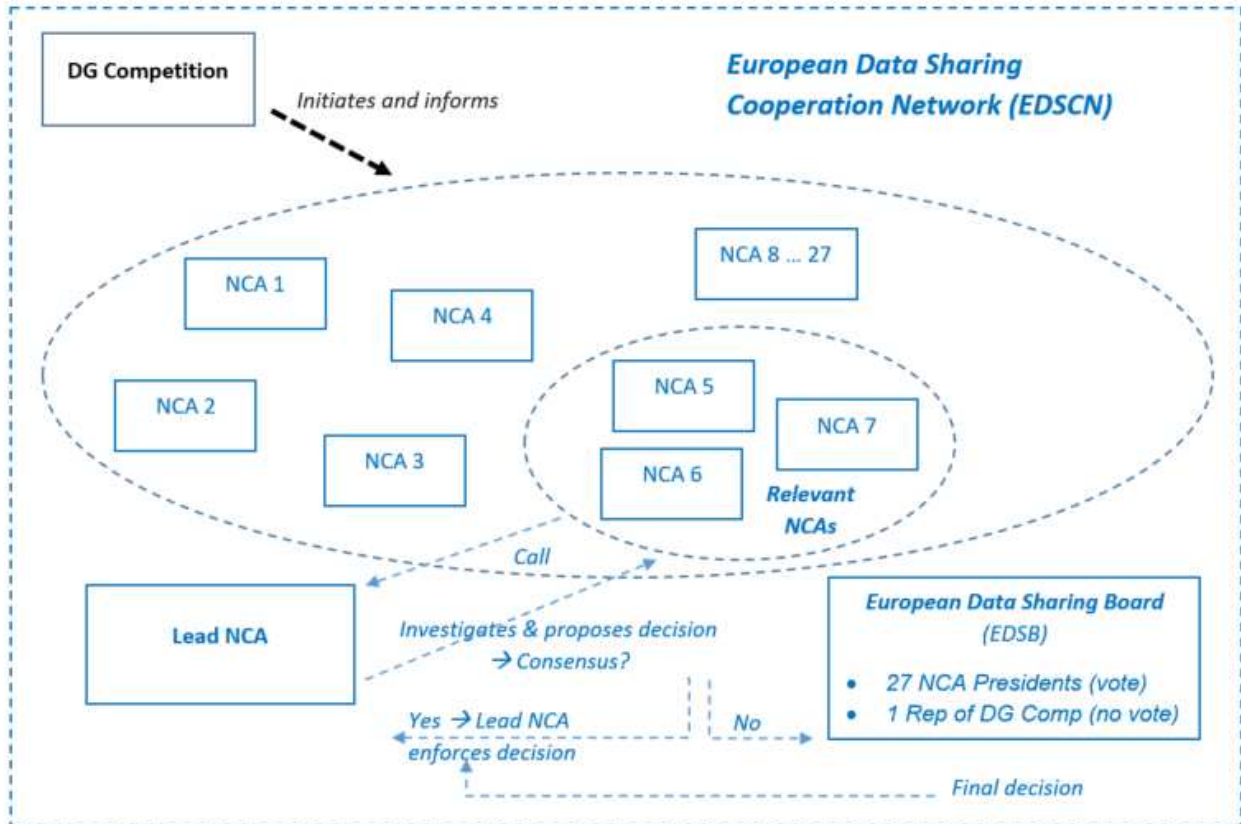 DG Competition
Initiates and informs
European Data Sharing
Cooperation Network (EDSCN)
NCA 8 ... 27
NCA 1
NCA 4
NCA 5
NCA 2
NCA 7
NCA 3
NCA 6
Relevant
NCAs
Call
Lead NCA
Investigates & proposes decision
→ Consensus?
European Data Sharing Board
(EDSB)
• 27 NCA Presidents (vote)
• 1 Rep of DG Comp (no vote)
Yes → Lead NCA
enforces decision
No
Final decision